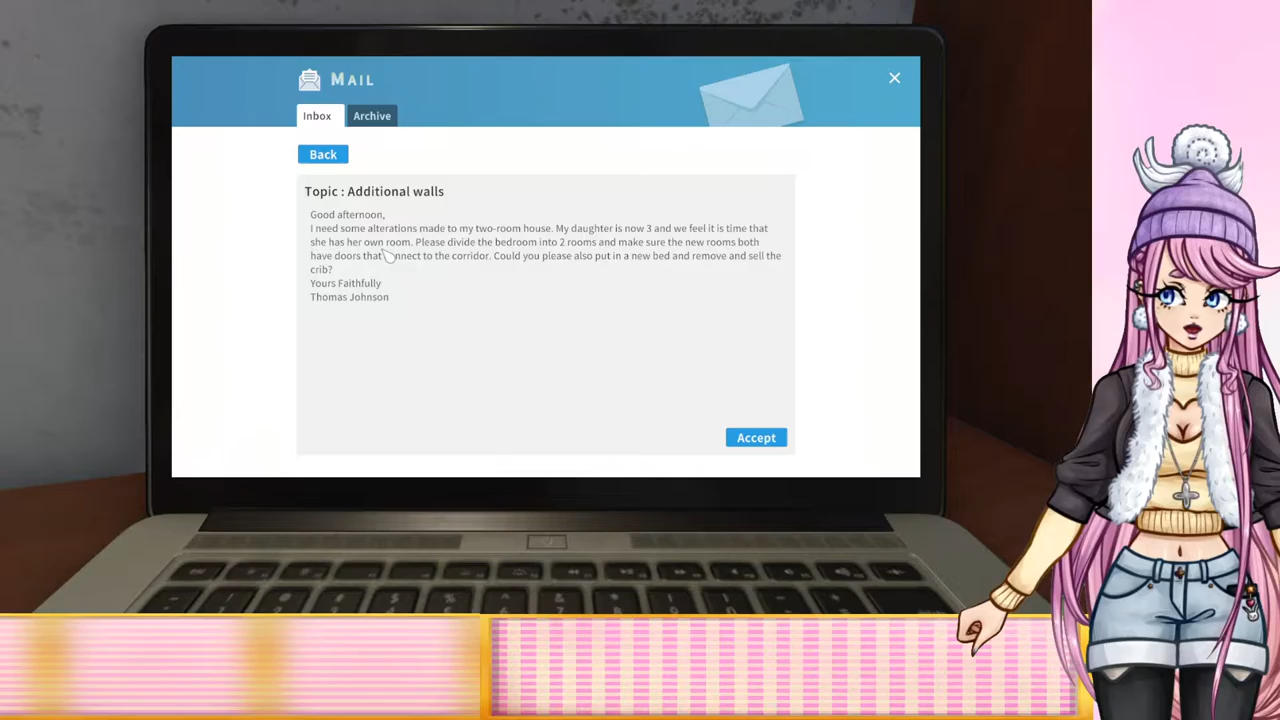 MAIL
Inbox
Archive
Back
Topic : Additional walls
Good afternoon,
I need some alterations made to my two-room house. My daughter is now 3 and we feel it is time that
she has her own room. Please divide the bedroom into 2 rooms and make sure the new rooms both
have doors that nnect to the corridor. Could you please also put in a new bed and remove and sell the
crib?
Yours Faithfully
Thomas Johnson
Accept